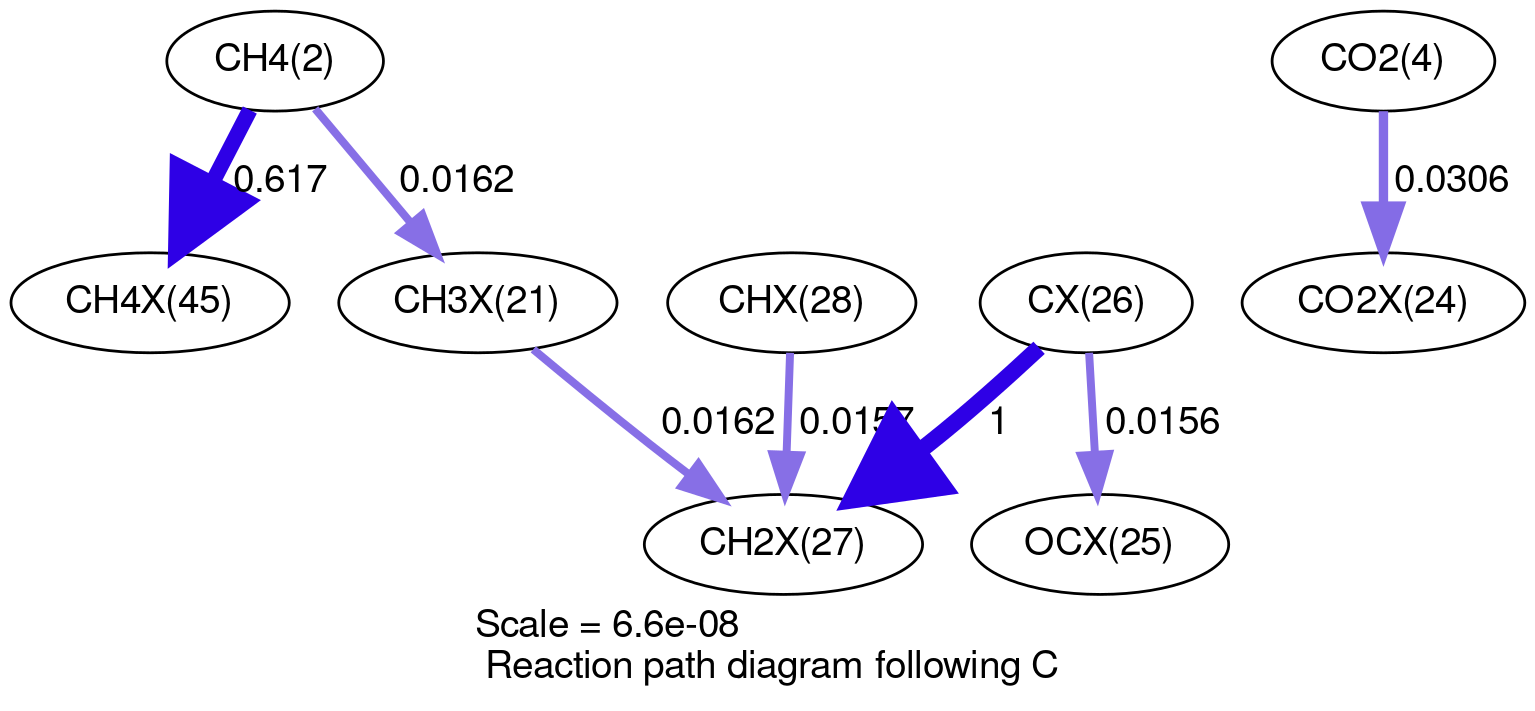 CH4(2)
CO2(4)
0.617
0.0162
0.0306
CH4X(45)
CH3X(21)
CHX(28)
CX(26)
CO2X(24)
0.0162
0.0157
1
0.0156
CH2X(27)
OCX(25)
Scale = 6.6e-08
Reaction path diagram following C